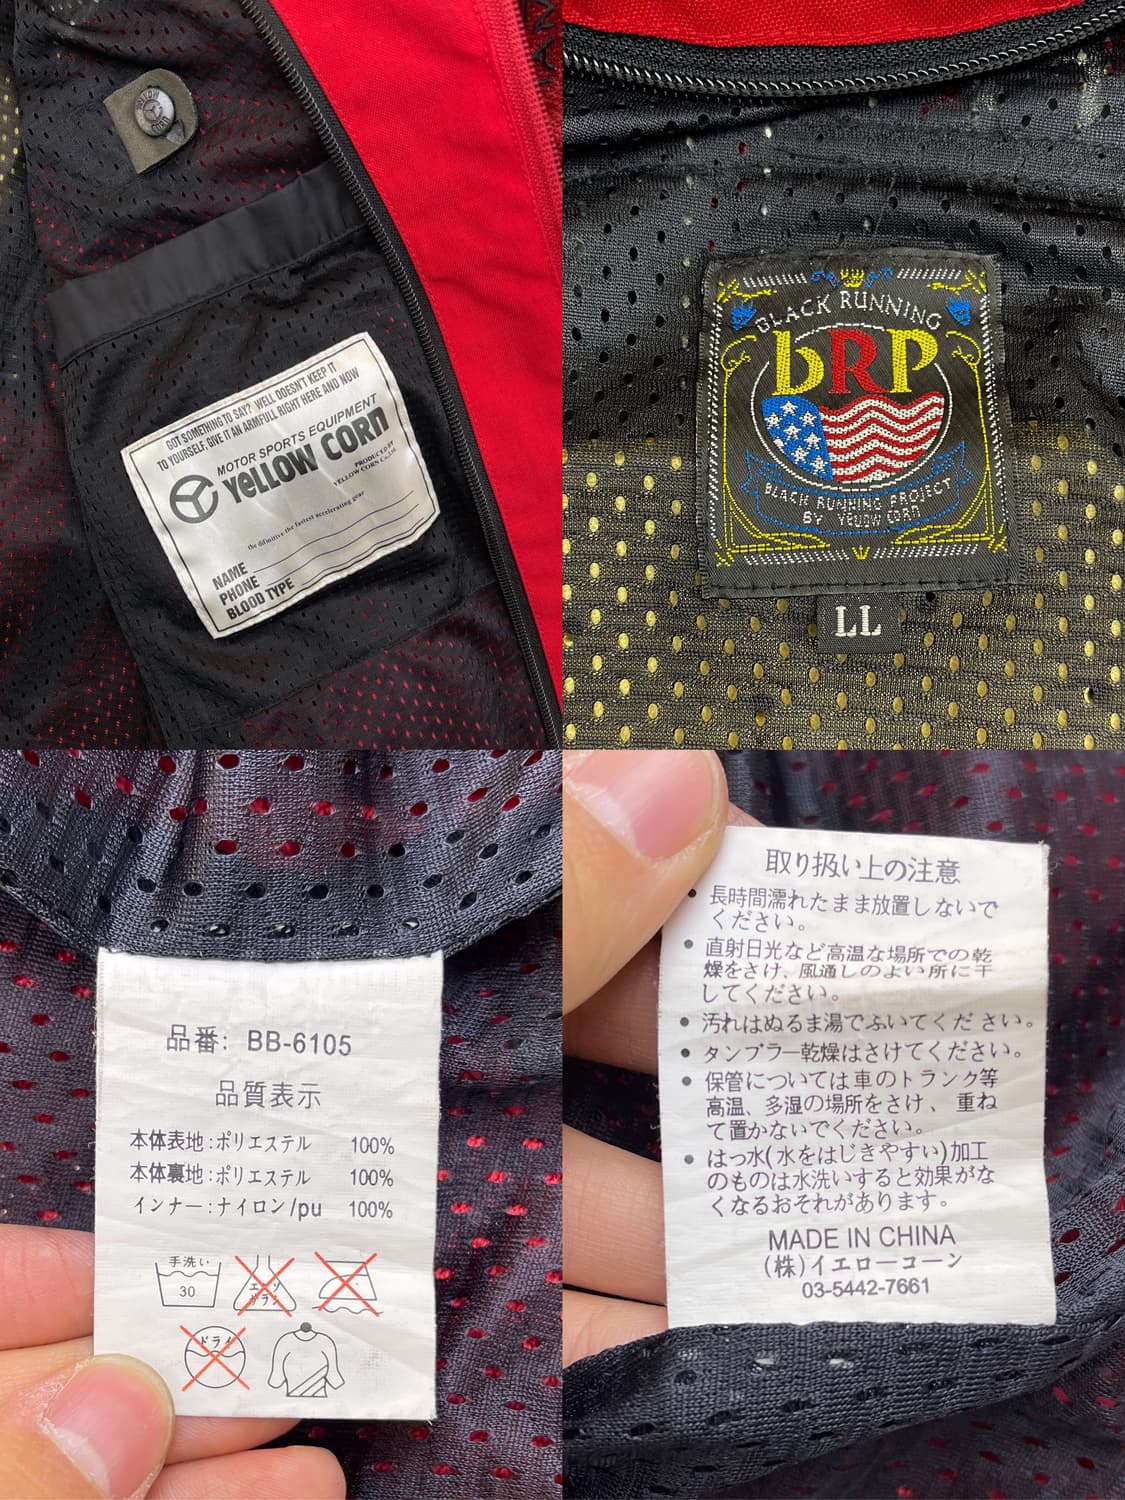 GOT SOMETHING TO SAY? WELL DOESN'T KEEP IT
TO YOURSELF, GIVE IT AN ARMFULL RIGHT HERE AND NOW
MOTOR SPORTS EQUIPMENT
YeLLOW CORn
PRODUCED BY
YELLOW CORN Co.,Ltd.
the difinitive the fastest accelerating gear
NAME
PHONE
BLOOD TYPE
BLACK RUNNING
bRP
BLACK RUNNING PROJECT
BY YELLOW CORN
LL
品番: BB-6105
品質表示
本体表地:ポリエステル 100%
本体裏地:ポリエステル 100%
インナー:ナイロン/pu 100%
手洗い
30
エンソ
サラシ
ドライ
取り扱い上の注意
• 長時間濡れたまま放置しないで
ください。
• 直射日光など高温な場所での乾
燥をさけ、風通しのよい所に干
してください。
• 汚れはぬるま湯でふいてください。
• タンブラー乾燥はさけてください。
• 保管については車のトランク等
高温、多湿の場所をさけ、重ね
て置かないでください。
• はっ水(水をはじきやすい)加工
のものは水洗いすると効果がな
くなるおそれがあります。
MADE IN CHINA
(株)イエローコーン
03-5442-7661